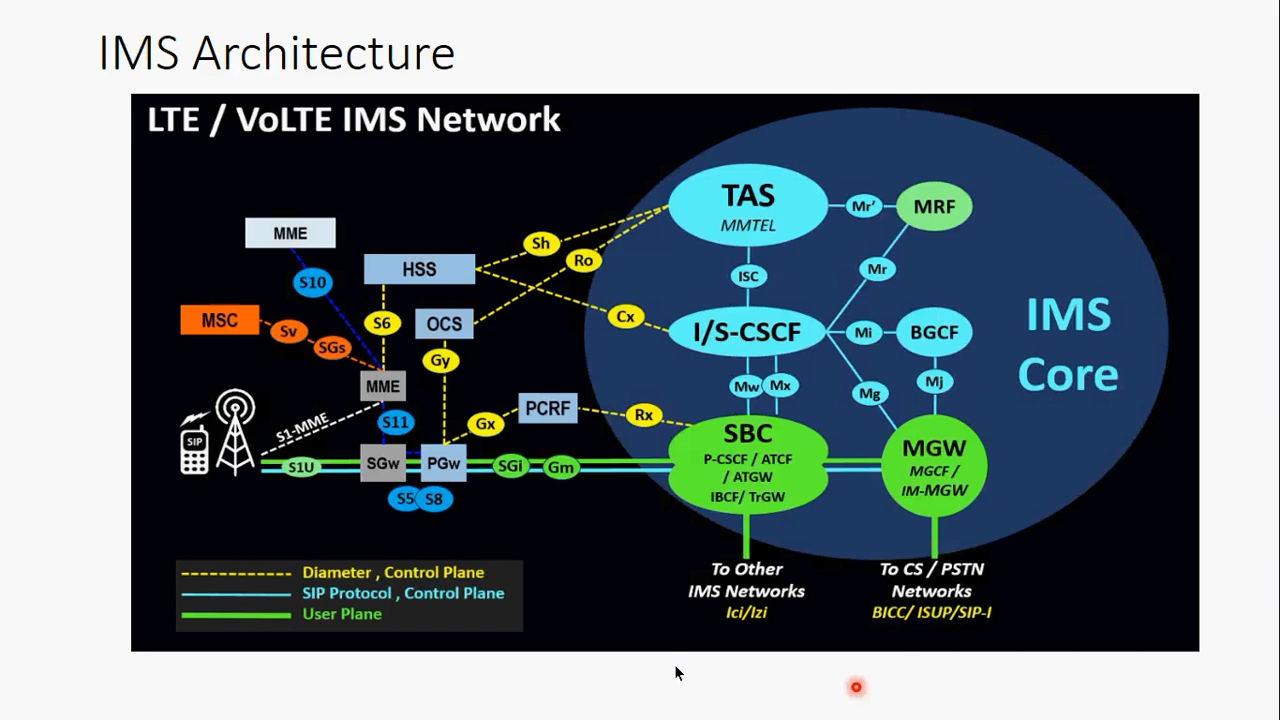 IMS Architecture
LTE / VoLTE IMS Network
TAS
MMTEL
Mr'
MRF
MME
Sh
Ro
HSS
ISC
Mr
S10
MSC
Sv
SGs
S6
OCS
Cx
I/S-CSCF
Mi
BGCF
IMS
Core
Gy
MME
Mw
Mx
Mg
Mj
SIP
S1-MME
S11
Gx
PCRF
Rx
SBC
P-CSCF / ATCF
/ ATGW
IBCF/ TrGW
MGW
MGCF /
IM-MGW
S1U
SGw
PGw
SGi
Gm
S5
S8
Diameter , Control Plane
SIP Protocol , Control Plane
User Plane
To Other
IMS Networks
Ici/Izi
To CS / PSTN
Networks
BICC/ ISUP/SIP-I